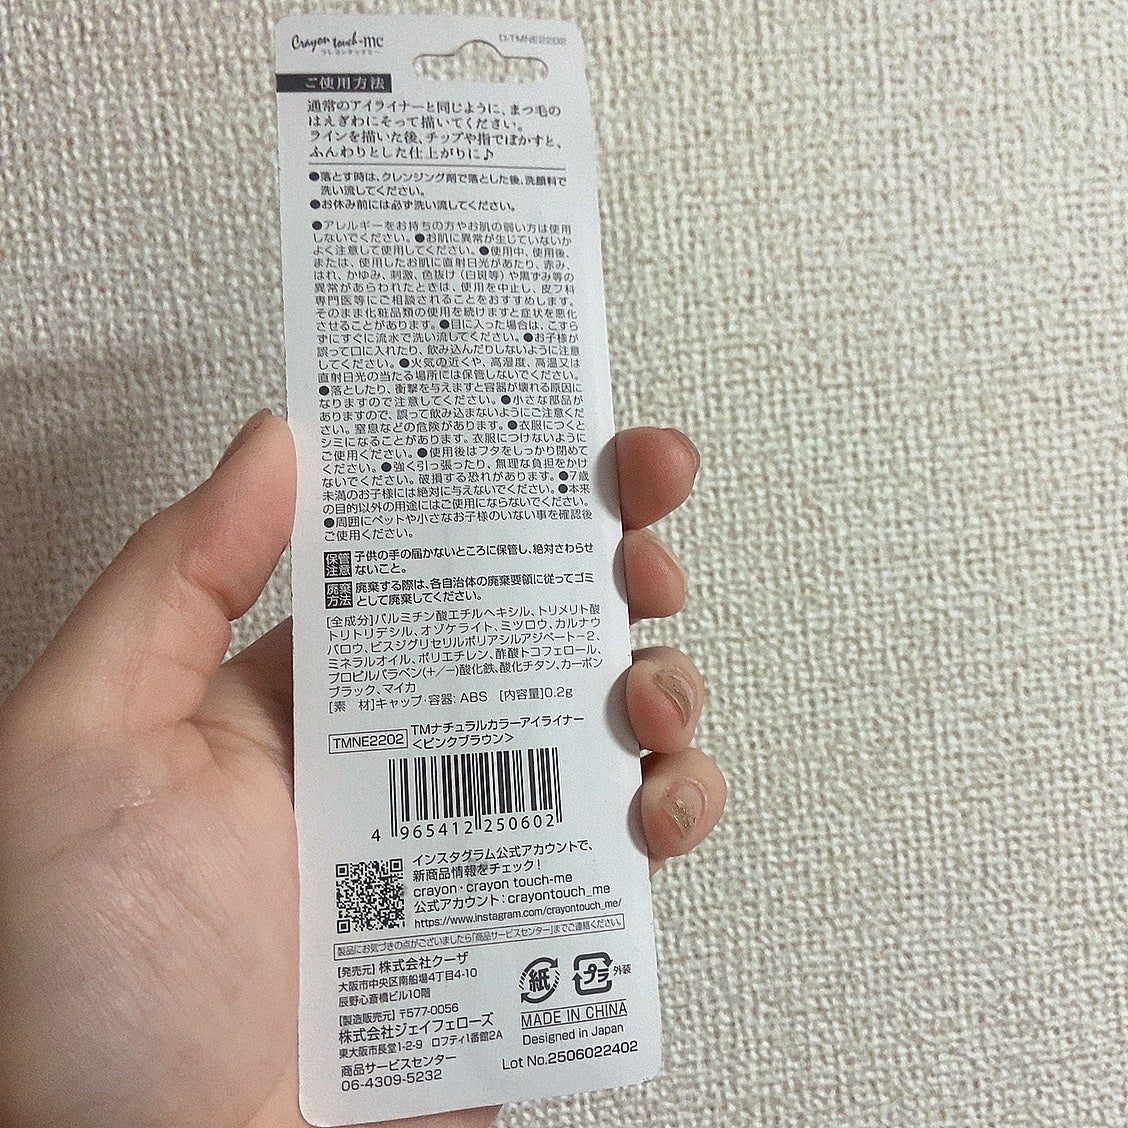 Crayon touch-me
クレヨンタッチミー
D-TMNE2202
ご使用方法
通常のアイライナーと同じように、まつ毛の
はえぎわにそって描いてください。
ラインを描いた後、チップや指でぼかすと、
ふんわりとした仕上がりに♪
●落とす時は、クレンジング剤で落とした後、洗顔料で
洗い流してください。
●お休み前には必ず洗い流してください。
●アレルギーをお持ちの方やお肌の弱い方は使用
しないでください。●お肌に異常が生じていないか
よく注意して使用してください。●使用中、使用後、
または、使用したお肌に直射日光があたり、赤み、
はれ、かゆみ、刺激、色抜け(白斑等)や黒ずみ等の
異常があらわれたときは、使用を中止し、皮フ科
専門医等にご相談されることをおすすめします。
そのまま化粧品類の使用を続けますと症状を悪化
させることがあります。●目に入った場合は、こすら
ずにすぐに流水で洗い流してください。●お子様が
誤って口に入れたり、飲み込んだりしないように注意
してください。●火気の近くや、高湿度、高温又は
直射日光の当たる場所には保管しないでください。
●落としたり、衝撃を与えますと容器が壊れる原因に
なりますので注意してください。●小さな部品が
ありますので、誤って飲み込まないようにご注意くだ
さい。窒息などの危険があります。●衣服につくと
シミになることがあります。衣服につけないように
ご使用ください。●使用後はフタをしっかり閉めて
ください。●強く引っ張ったり、無理な負担をかけ
ないでください。破損する恐れがあります。●7歳
未満のお子様には絶対に与えないでください。●本来
の目的以外の用途にはご使用にならないでください。
●周囲にペットや小さなお子様のいない事を確認後
ご使用ください。
保管注意 子供の手の届かないところに保管し、絶対さわらせ
ないこと。
廃棄方法 廃棄する際は、各自治体の廃棄要領に従ってゴミ
として廃棄してください。
[全成分]パルミチン酸エチルヘキシル、トリメリト酸
トリトリデシル、オゾケライト、ミツロウ、カルナウ
バロウ、ビスジグリセリルポリアシルアジペート-2、
ミネラルオイル、ポリエチレン、酢酸トコフェロール、
プロピルパラベン(+/-)酸化鉄、酸化チタン、カーボン
ブラック、マイカ
[素 材]キャップ・容器: ABS [内容量]0.2g
TMNE2202 TMナチュラルカラーアイライナー
<ピンクブラウン>
4 965412 250602
インスタグラム公式アカウントで、
新商品情報をチェック!
crayon・crayon touch-me
公式アカウント:crayontouch_me
https://www.instagram.com/crayontouch_me/
製品にお気づきの点がございましたら「商品サービスセンター」までご連絡ください。
[発売元] 株式会社クーザ
大阪市中央区南船場4丁目4-10
辰野心斎橋ビル10階
[製造販売元] 〒577-0056
株式会社ジェイフェローズ
東大阪市長堂1-2-9 ロフティ1番館2A
商品サービスセンター
06-4309-5232
紙
プラ 外装
MADE IN CHINA
Designed in Japan
Lot No.2506022402